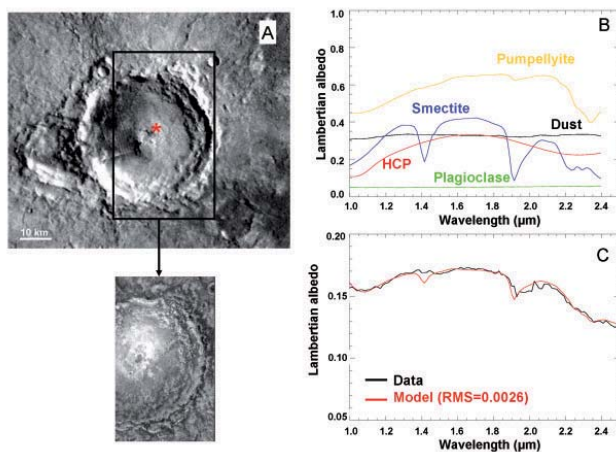 A
10 km
B
Lambertian albedo
1.0
0.8
0.6
0.4
0.2
0.0
Pumpellyite
Smectite
Dust
HCP
Plagioclase
1.0 1.2 1.4 1.6 1.8 2.0 2.2 2.4
Wavelength (µm)
C
Lambertian albedo
0.20
0.15
0.10
0.05
Data
Model (RMS=0.0026)
1.0 1.2 1.4 1.6 1.8 2.0 2.2 2.4
Wavelength (µm)